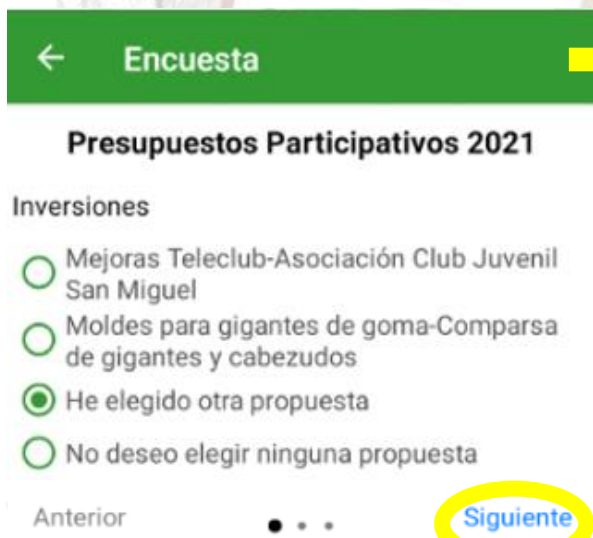 Encuesta
Presupuestos Participativos 2021
Inversiones
Mejoras Teleclub-Asociación Club Juvenil
San Miguel
Moldes para gigantes de goma-Comparsa
de gigantes y cabezudos
He elegido otra propuesta
No deseo elegir ninguna propuesta
Anterior
Siguiente